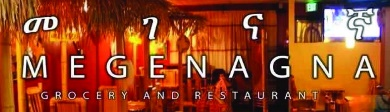 መ ገ ና ኛ
MEGENAGNA
GROCERY AND RESTAURANT